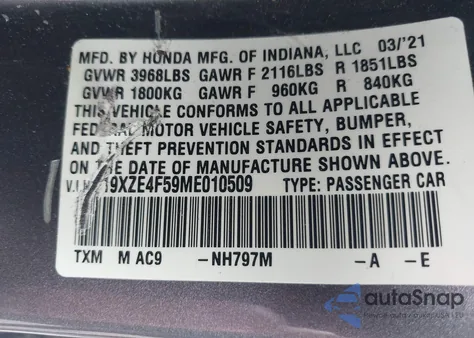 MFD. BY HONDA MFG. OF INDIANA, LLC 03/'21
GVWR 3968LBS GAWR F 2116LBS R 1851LBS
GVWR 1800KG GAWR F 960KG R 840KG
THIS VEHICLE CONFORMS TO ALL APPLICABLE
FEDERAL MOTOR VEHICLE SAFETY, BUMPER,
AND THEFT PREVENTION STANDARDS IN EFFECT
ON THE DATE OF MANUFACTURE SHOWN ABOVE.
19XZE4F59ME010509 TYPE: PASSENGER CAR
TXM M AC9 -NH797M -A -E
autoSnap